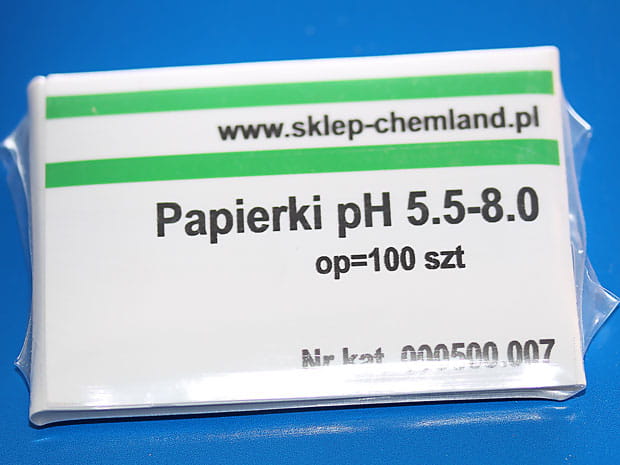 www.sklep-chemland.pl
Papierki pH 5.5-8.0
op=100 szt
Nr kat. 000500.007